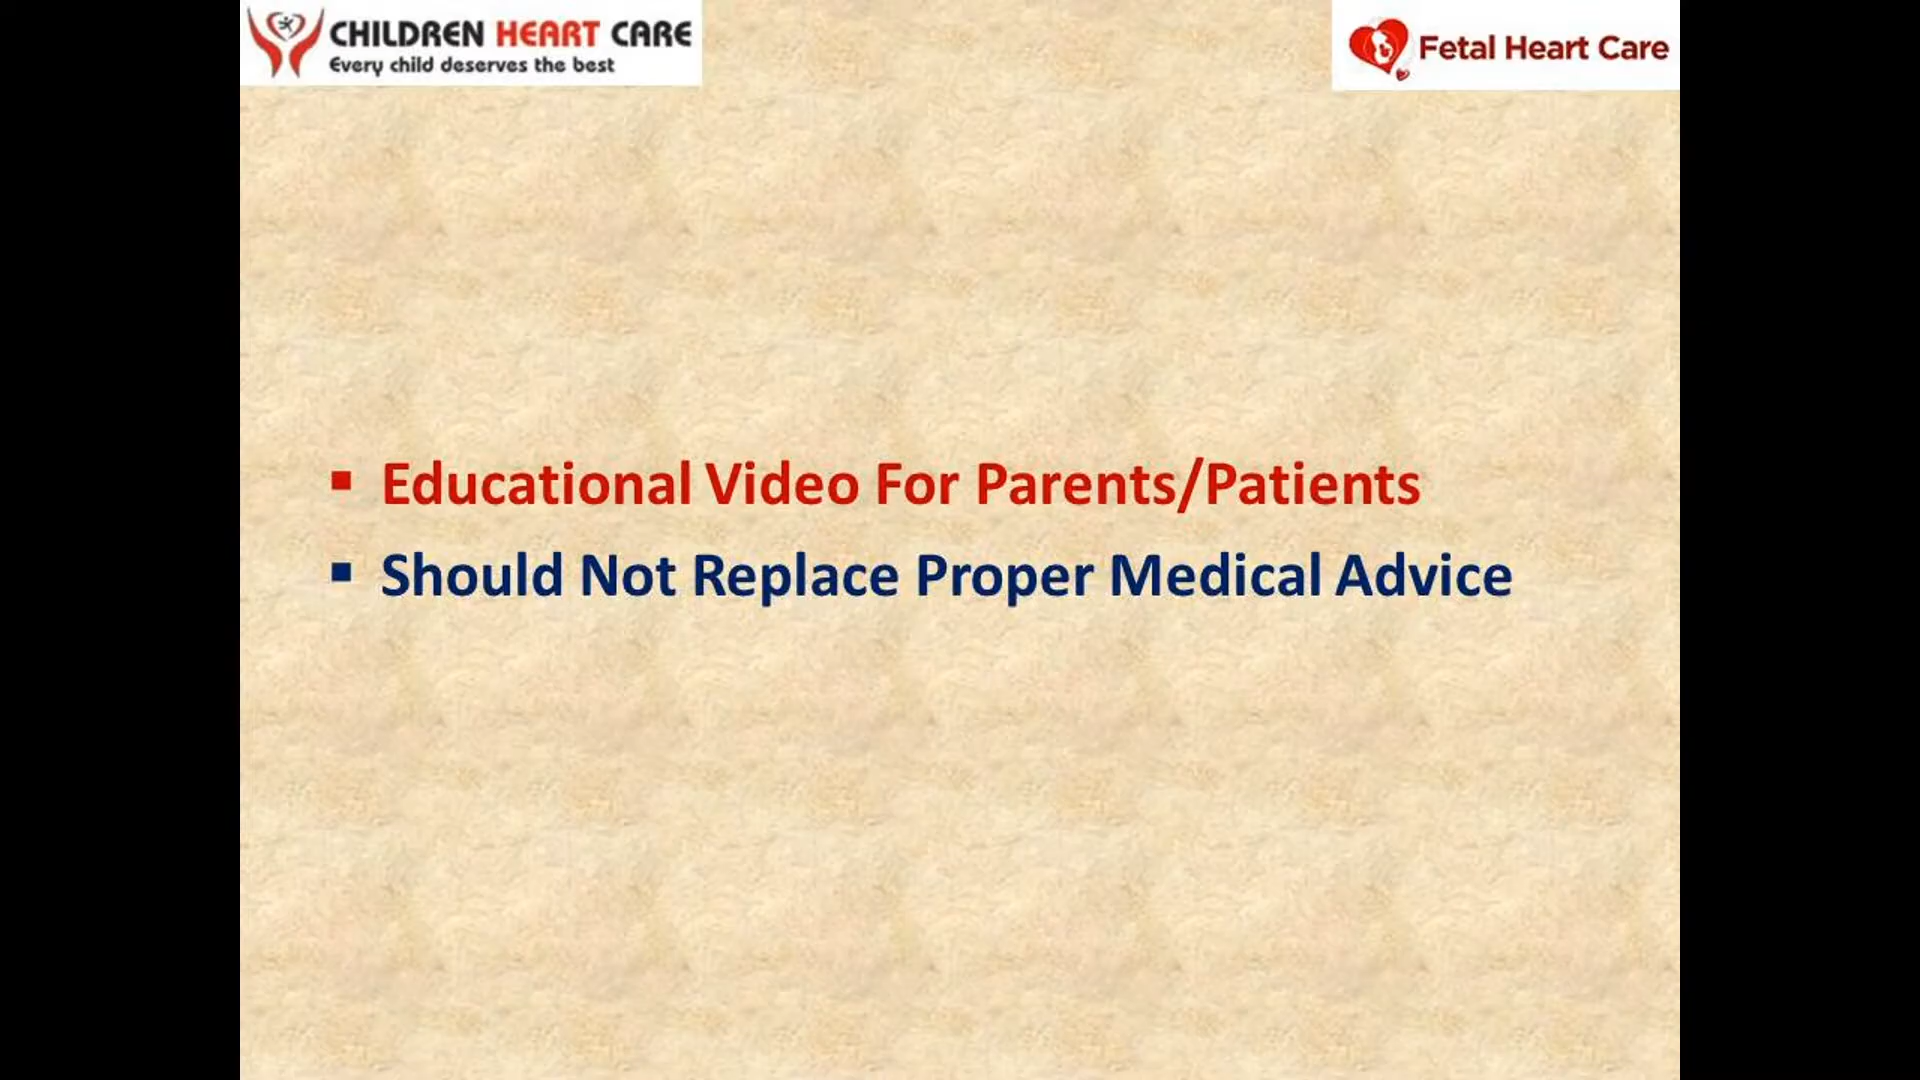 CHILDREN HEART CARE
Every child deserves the best
Fetal Heart Care
Educational Video For Parents/Patients
Should Not Replace Proper Medical Advice